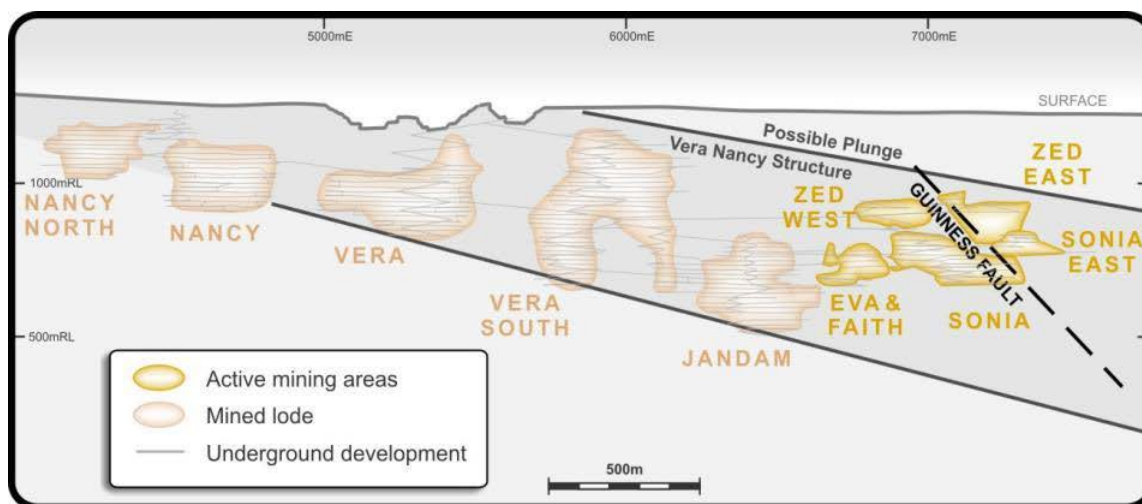 5000mE
6000mE
7000mE
SURFACE
Possible Plunge
Vera Nancy Structure
ZED
EAST
1000mRL
ZED
WEST
GUINNESS FAULT
NANCY
NORTH
NANCY
VERA
SONIA
EAST
VERA
SOUTH
EVA &
FAITH
SONIA
500mRL
JANDAM
Active mining areas
Mined lode
Underground development
500m